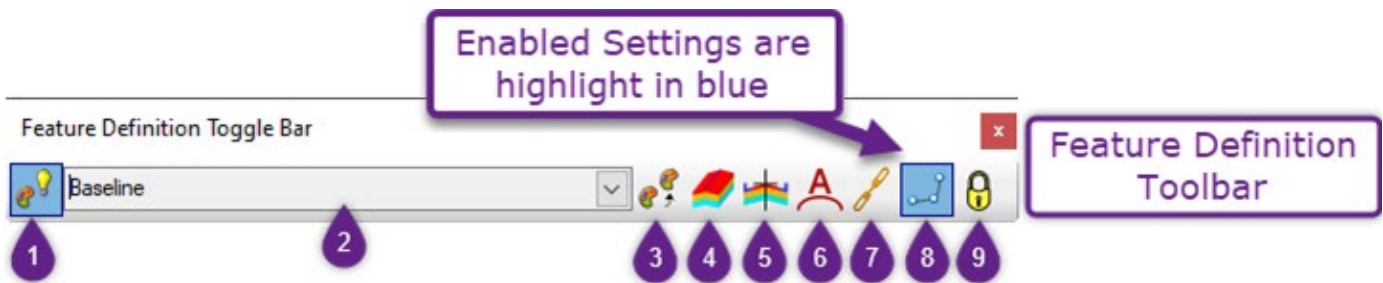 Enabled Settings are
highlight in blue
Feature Definition Toggle Bar
x
Feature Definition
Toolbar
Baseline
A
1
2
3
4
5
6
7
8
9